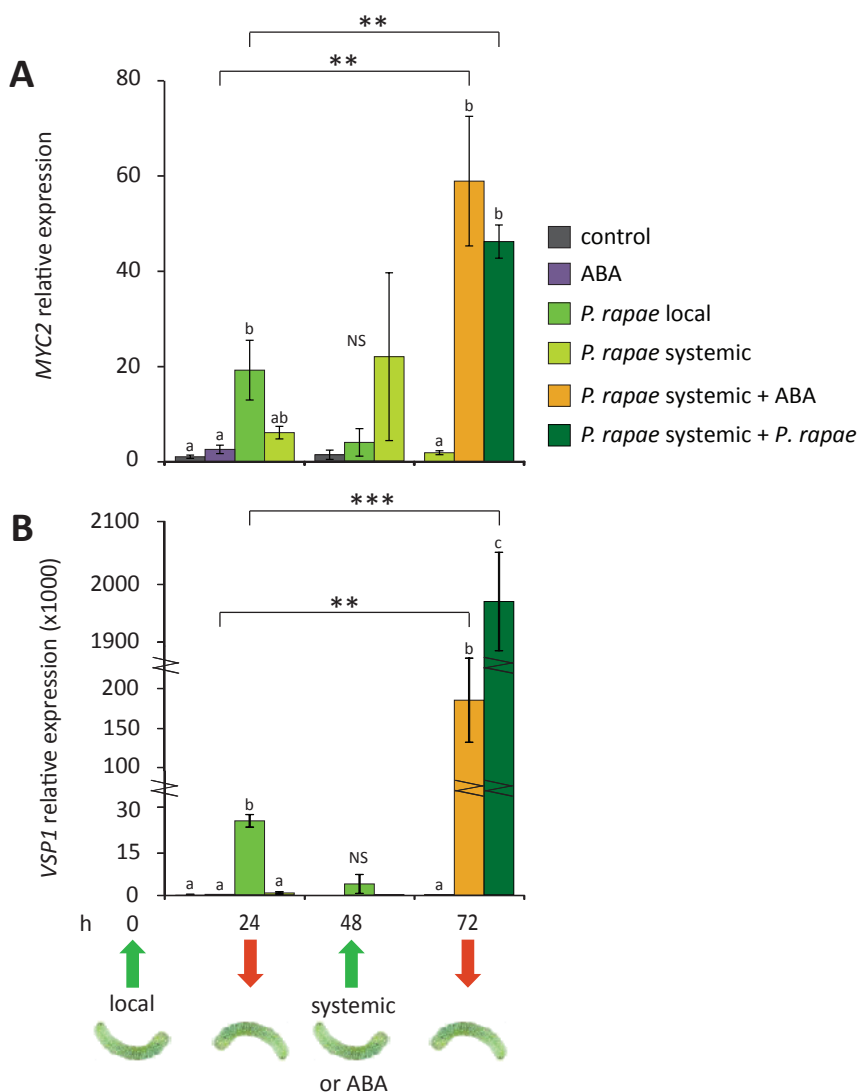 **
**
A
80
60
40
20
0
MYC2 relative expression
a
a
b
ab
NS
a
b
b
control
ABA
P. rapae local
P. rapae systemic
P. rapae systemic + ABA
P. rapae systemic + P. rapae
***
B
**
2100
2000
1900
200
150
100
30
15
0
VSP1 relative expression (x1000)
a
a
b
a
NS
a
b
c
h 0 24 48 72
local systemic
or ABA